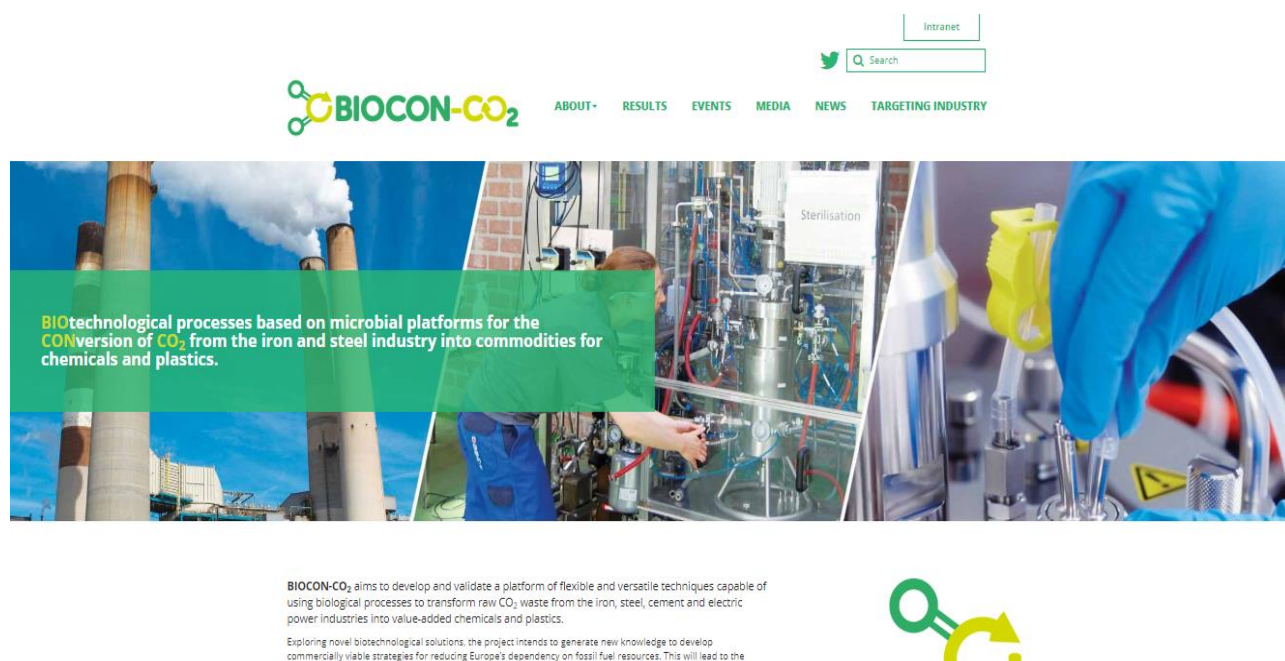 Intranet
Search
BIOCON-CO2
ABOUT RESULTS EVENTS MEDIA NEWS TARGETING INDUSTRY
Sterilisation
BIOtechnological processes based on microbial platforms for the
CONversion of CO2 from the iron and steel industry into commodities for
chemicals and plastics.
BIOCON-CO2 aims to develop and validate a platform of flexible and versatile techniques capable of
using biological processes to transform raw CO2 waste from the iron, steel, cement and electric
power industries into value-added chemicals and plastics.
Exploring novel biotechnological solutions, the project intends to generate new knowledge to develop
commercially viable strategies for reducing Europe's dependency on fossil fuel resources. This will lead to the